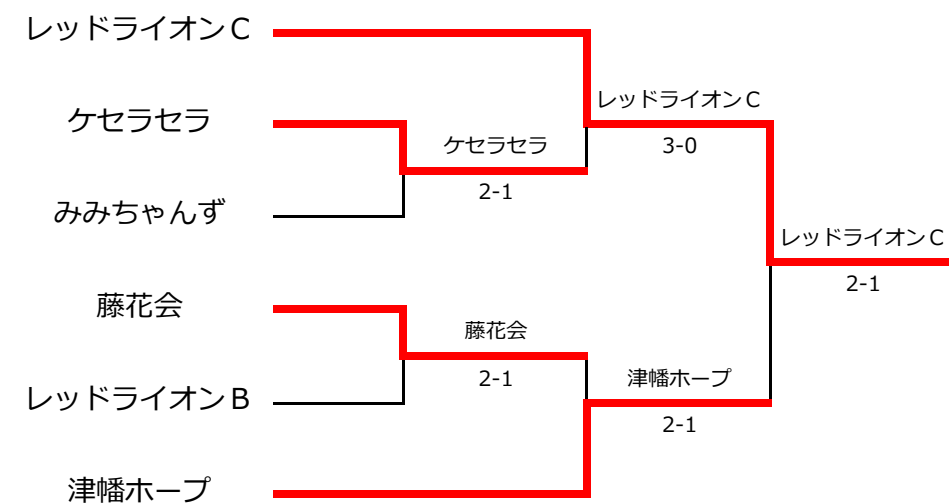 レッドライオンC
レッドライオンC
ケセラセラ
ケセラセラ
3-0
2-1
みみちゃんず
レッドライオンC
2-1
藤花会
藤花会
2-1
津幡ホープ
レッドライオンB
2-1
津幡ホープ